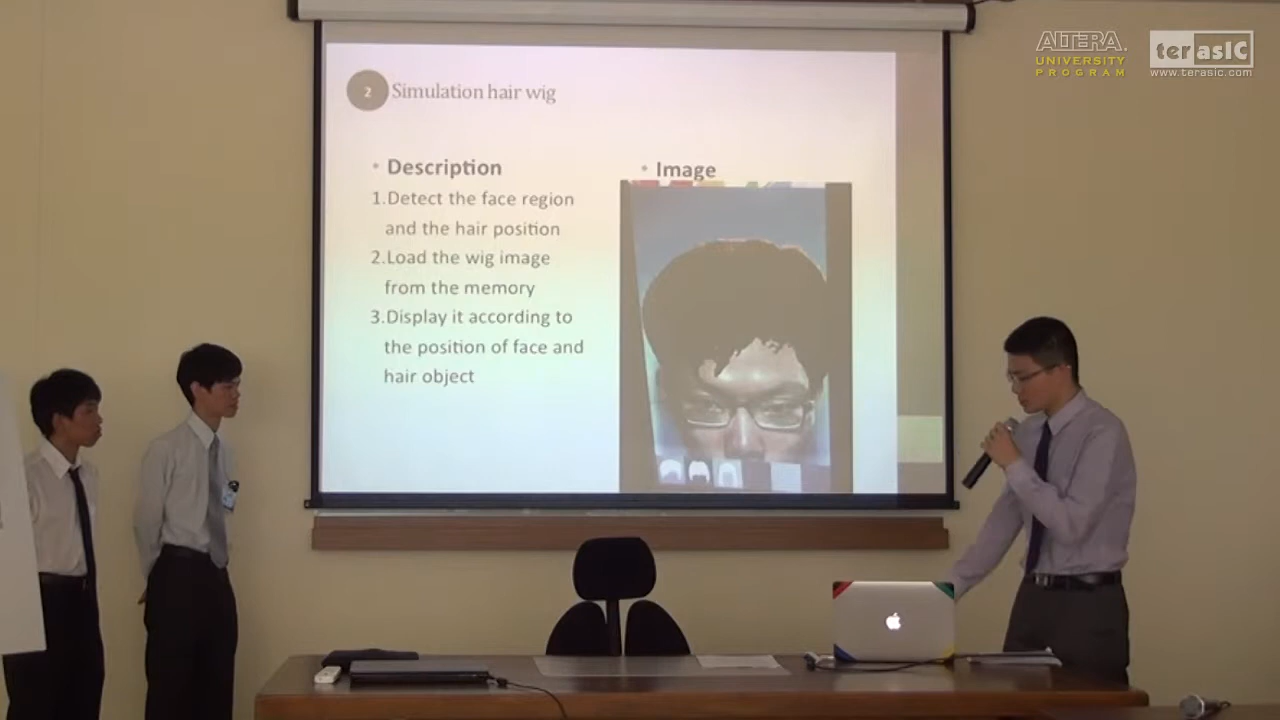 ALTERA.
UNIVERSITY
PROGRAM
terasIC
www.terasic.com
2
Simulation hair wig
• Description
1.Detect the face region
and the hair position
2.Load the wig image
from the memory
3.Display it according to
the position of face and
hair object
• Image